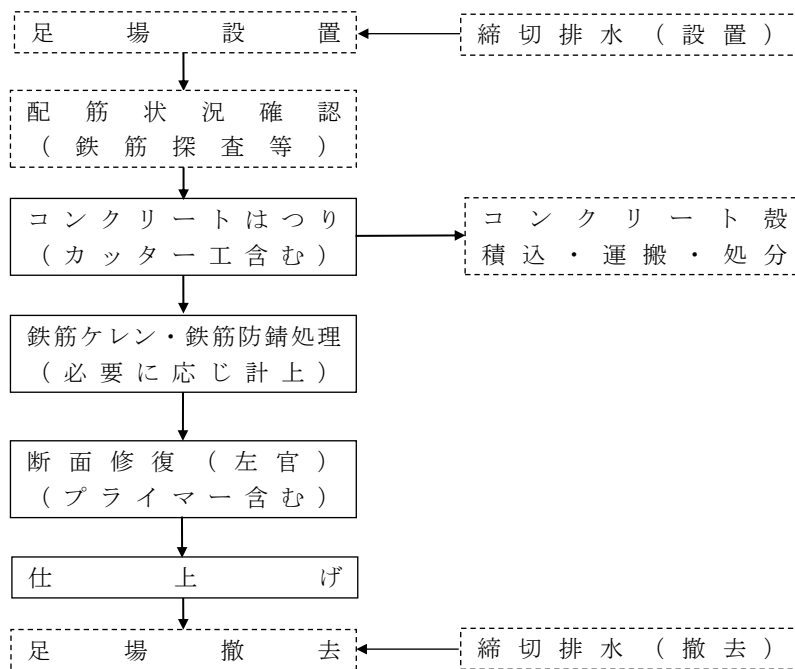 足場設置
締切排水（設置）
配筋状況確認
（鉄筋探査等）
コンクリートはつり
（カッター工含む）
コンクリート殻
積込・運搬・処分
鉄筋ケレン・鉄筋防錆処理
（必要に応じ計上）
断面修復（左官）
（プライマー含む）
仕上げ
足場撤去
締切排水（撤去）